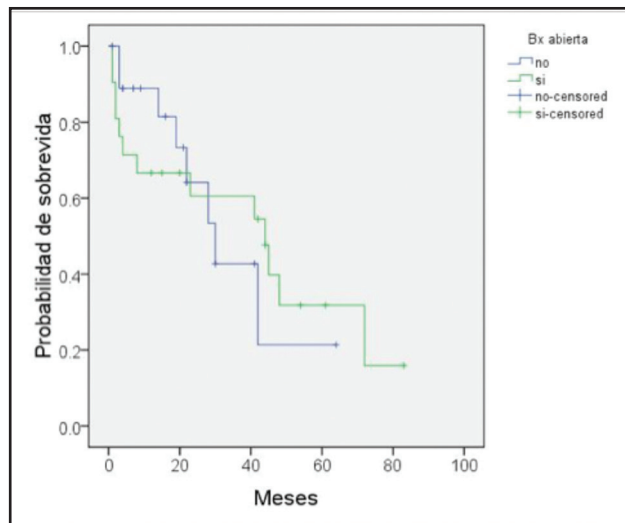 Bx abierta
no
si
no-censored
si-censored
Probabilidad de sobrevida
1.0
0.8
0.6
0.4
0.2
0.0
0 20 40 60 80 100
Meses